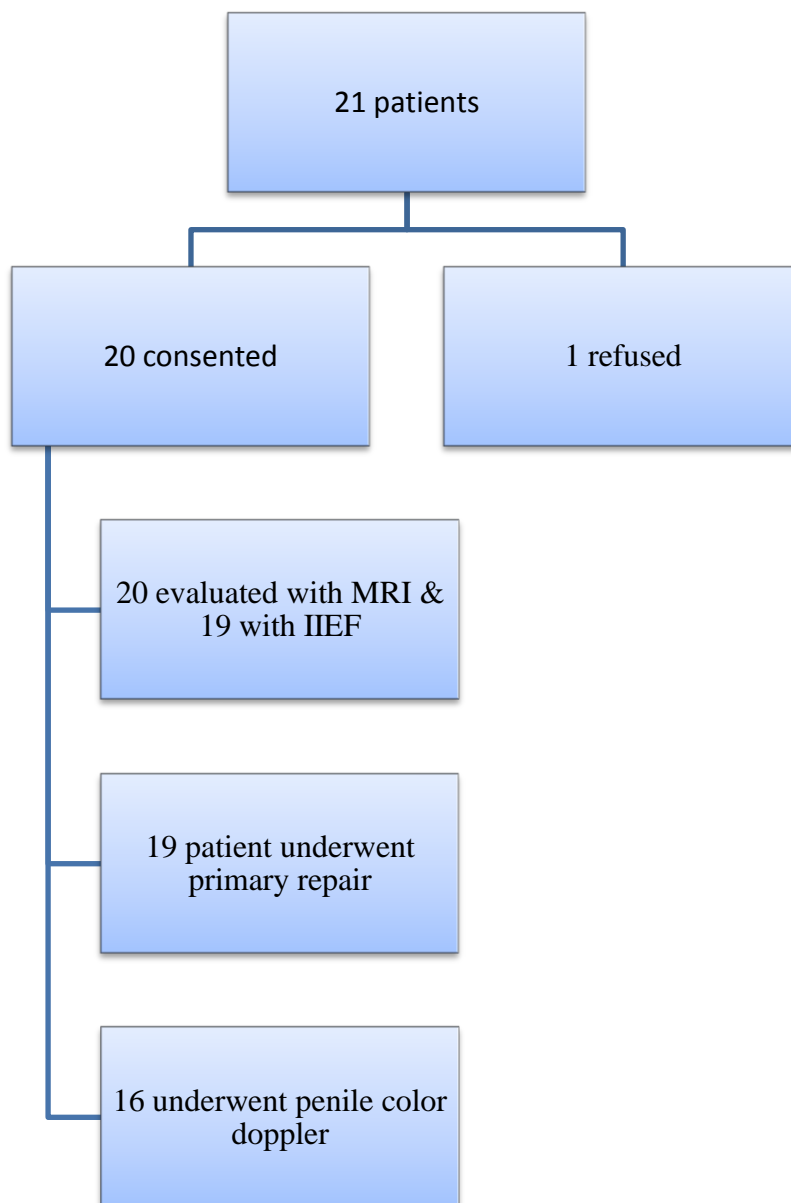 21 patients
20 consented
1 refused
20 evaluated with MRI &
19 with IIEF
19 patient underwent
primary repair
16 underwent penile color
doppler